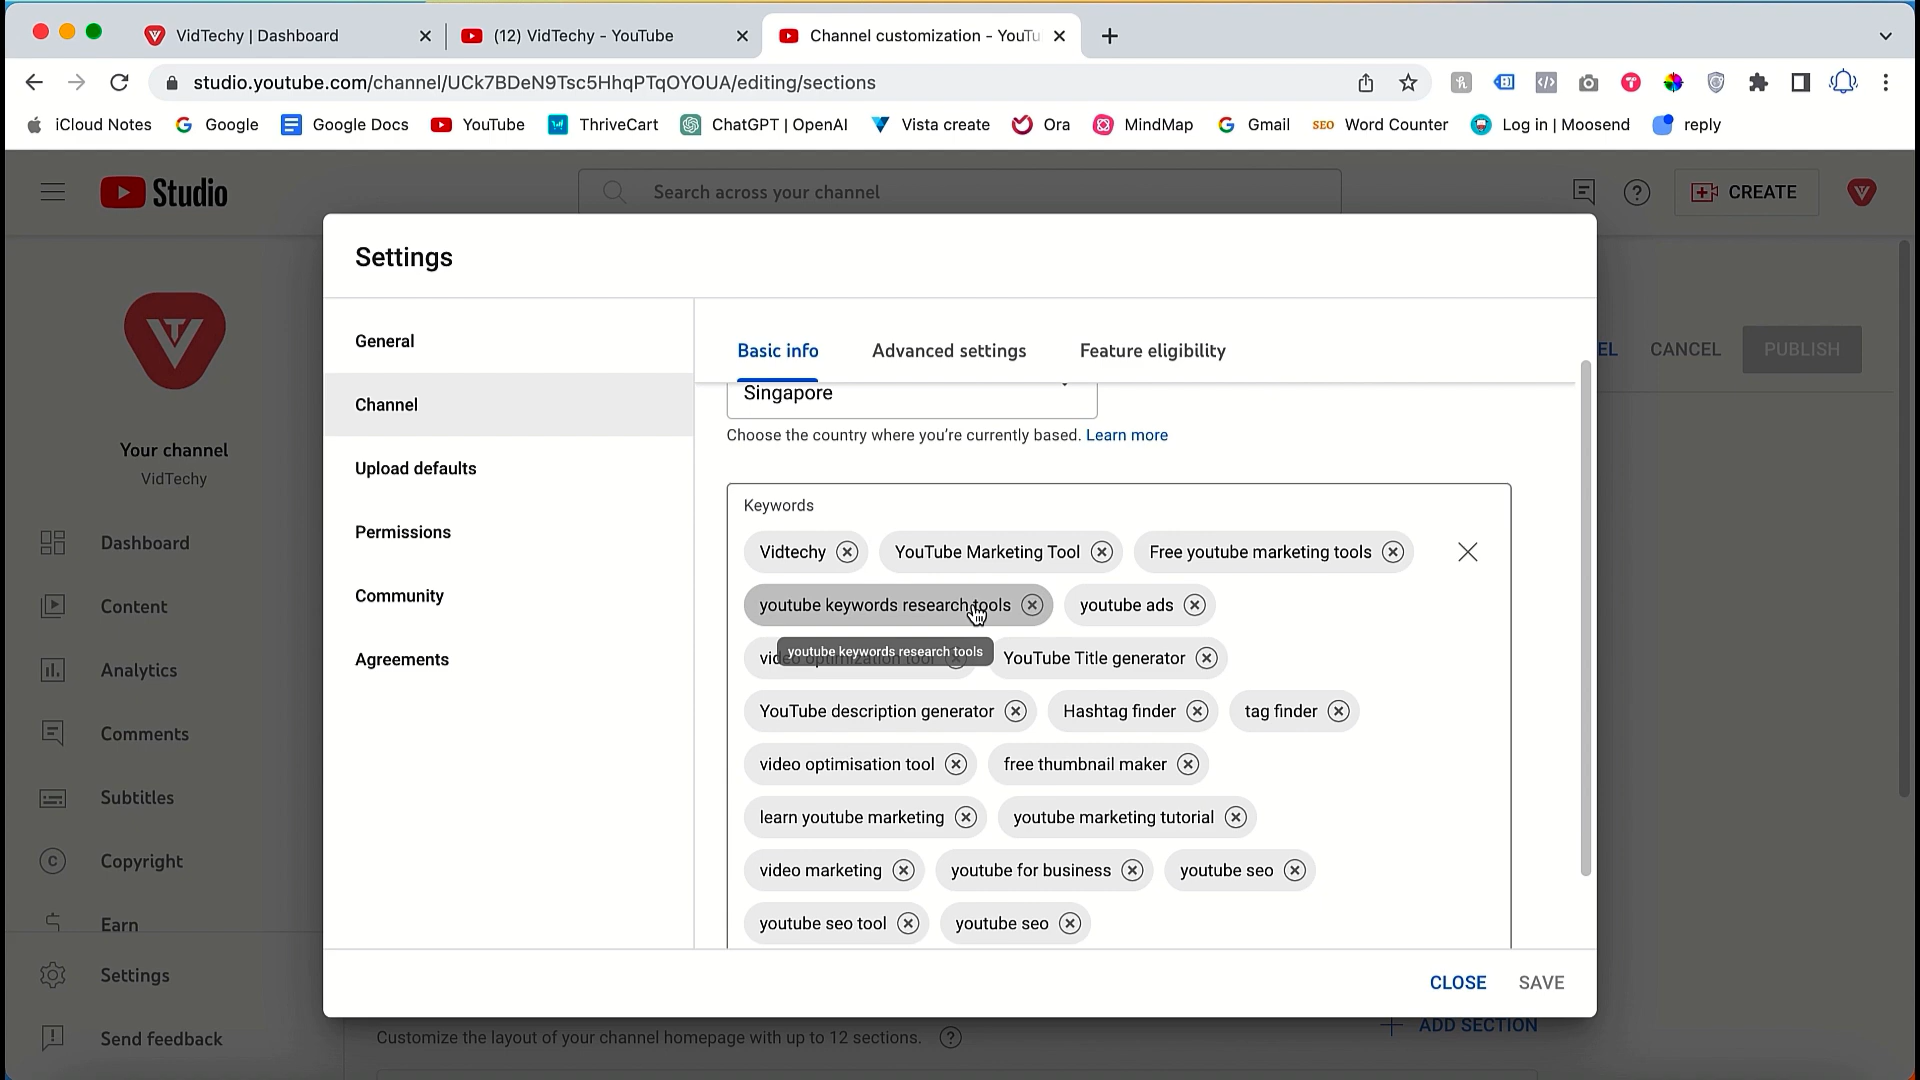 VidTechy | Dashboard
(12) VidTechy - YouTube
Channel customization - YouTu
studio.youtube.com/channel/UCk7BDeN9Tsc5HhqPTqOYOUA/editing/sections
iCloud Notes
Google
Google Docs
YouTube
ThriveCart
ChatGPT | OpenAI
Vista create
Ora
MindMap
Gmail
SEO Word Counter
Log in | Moosend
reply
Studio
Search across your channel
CREATE
Settings
General
Channel
Upload defaults
Permissions
Community
Agreements
Basic info
Advanced settings
Feature eligibility
EL
CANCEL
PUBLISH
Singapore
Choose the country where you're currently based. Learn more
Keywords
Vidtechy
YouTube Marketing Tool
Free youtube marketing tools
youtube keywords research tools
youtube ads
youtube keywords research tools
video optimization tool
YouTube Title generator
YouTube description generator
Hashtag finder
tag finder
video optimisation tool
free thumbnail maker
learn youtube marketing
youtube marketing tutorial
video marketing
youtube for business
youtube seo
youtube seo tool
youtube seo
CLOSE
SAVE
Your channel
VidTechy
Dashboard
Content
Analytics
Comments
Subtitles
Copyright
Earn
Settings
Send feedback
Customize the layout of your channel homepage with up to 12 sections.
ADD SECTION